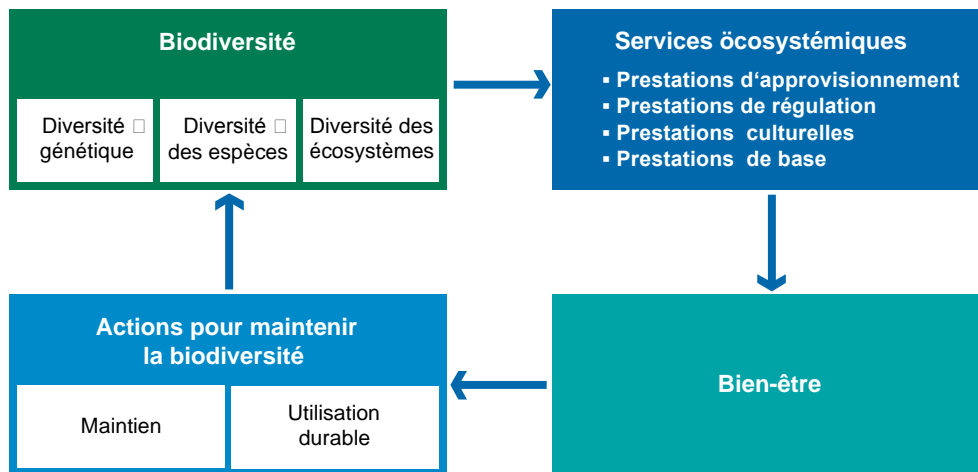 Biodiversité
Diversité □
génétique
Diversité □
des espèces
Diversité des
écosystèmes
Services öcosystémiques
▪ Prestations d‘approvisionnement
▪ Prestations de régulation
▪ Prestations culturelles
▪ Prestations de base
Actions pour maintenir
la biodiversité
Maintien
Utilisation
durable
Bien-être